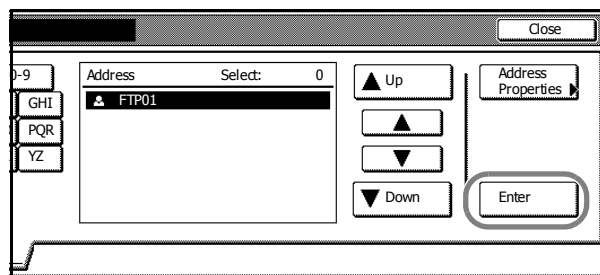 Close
0-9
GHI
PQR
YZ
Address Select: 0
FTP01
Up
Down
Address
Properties
Enter